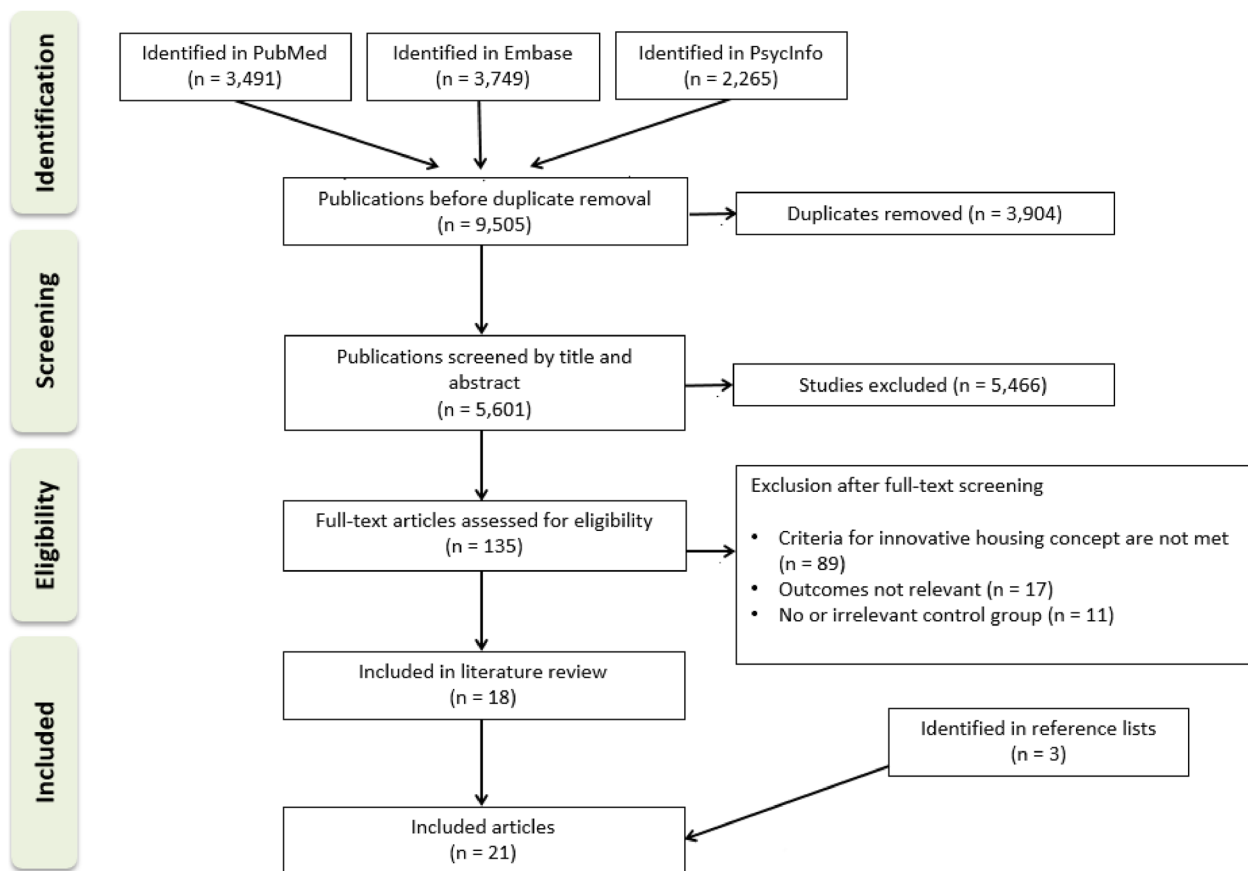 Identification
Identified in PubMed
(n = 3,491)
Identified in Embase
(n = 3,749)
Identified in PsycInfo
(n = 2,265)
Publications before duplicate removal
(n = 9,505)
Duplicates removed (n = 3,904)
Screening
Publications screened by title and
abstract
(n = 5,601)
Studies excluded (n = 5,466)
Eligibility
Full-text articles assessed for eligibility
(n = 135)
Exclusion after full-text screening
• Criteria for innovative housing concept are not met
(n = 89)
• Outcomes not relevant (n = 17)
• No or irrelevant control group (n = 11)
Included
Included in literature review
(n = 18)
Identified in reference lists
(n = 3)
Included articles
(n = 21)